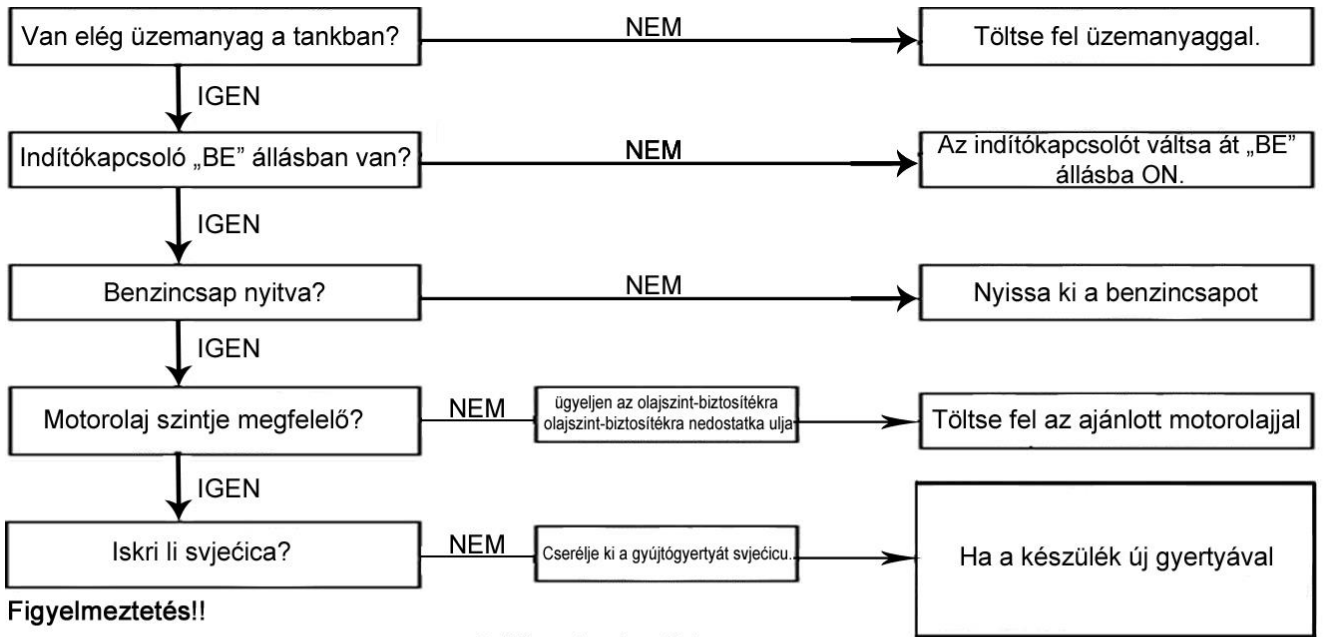 Van elég üzemanyag a tankban?
NEM
Töltse fel üzemanyaggal.
IGEN
Indítókapcsoló „BE” állásban van?
NEM
Az indítókapcsolót váltsa át „BE”
állásba ON.
IGEN
Benzincsap nyitva?
NEM
Nyissa ki a benzincsapot
IGEN
Motorolaj szintje megfelelő?
NEM
ügyeljen az olajszint-biztosítékra
olajszint-biztosítékra nedostatka ulja
Töltse fel az ajánlott motorolajjal
IGEN
Iskri li svjećica?
NEM
Cserélje ki a gyújtógyertyát svjećicu..
Ha a készülék új gyertyával
Figyelmeztetés!!